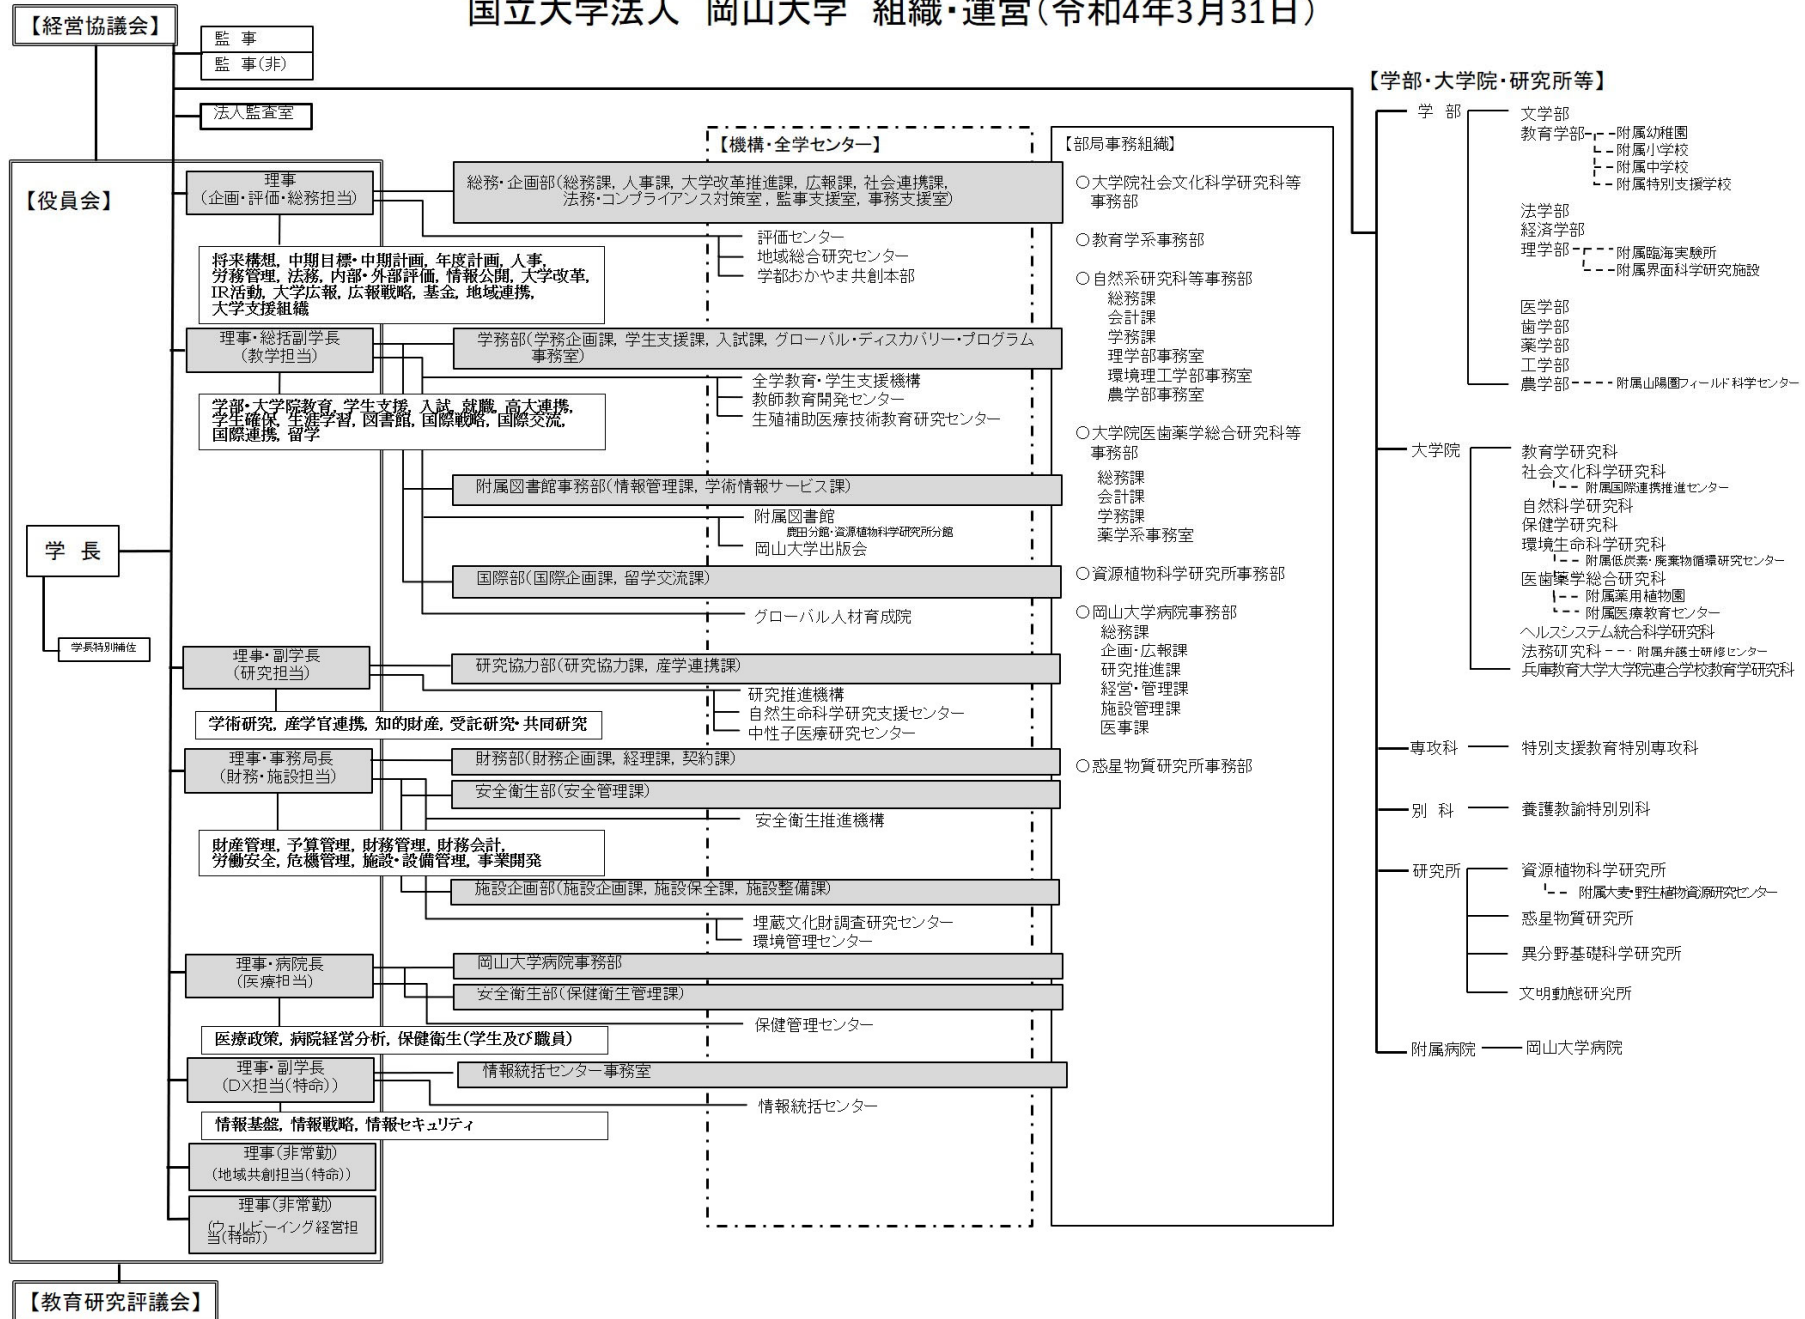 国立大学法人　岡山大学　組織・運営（令和4年3月31日）
【経営協議会】
監　事
監　事（非）
法人監査室
【役員会】
学　長
学長特別補佐
理事
（企画・評価・総務担当）
将来構想, 中期目標・中期計画, 年度計画, 人事,
労務管理, 法務, 内部・外部評価, 情報公開, 大学改革,
IR活動, 大学広報, 広報戦略, 基金, 地域連携,
大学支援組織
理事・総括副学長
（教学担当）
学部・大学院教育, 学生支援, 入試, 就職, 高大連携,
学生確保, 生涯学習, 図書館, 国際戦略, 国際交流,
国際連携, 留学
理事・副学長
（研究担当）
学術研究, 産学官連携, 知的財産, 受託研究・共同研究
理事・事務局長
（財務・施設担当）
財産管理, 予算管理, 財務管理, 財務会計,
労働安全, 危機管理, 施設・設備管理, 事業開発
理事・病院長
（医療担当）
医療政策, 病院経営分析, 保健衛生（学生及び職員）
理事・副学長
（DX担当（特命））
情報基盤, 情報戦略, 情報セキュリティ
理事（非常勤）
（地域共創担当（特命））
理事（非常勤）
（ウェルビーイング経営担
当（特命））
【教育研究評議会】
【機構・全学センター】
総務・企画部（総務課, 人事課, 大学改革推進課, 広報課, 社会連携課,
法務・コンプライアンス対策室, 監事支援室, 事務支援室）
評価センター
地域総合研究センター
学都おかやま共創本部
学務部（学務企画課, 学生支援課, 入試課, グローバル・ディスカバリー・プログラム
事務室）
全学教育・学生支援機構
教師教育開発センター
生殖補助医療技術教育研究センター
附属図書館事務部（情報管理課, 学術情報サービス課）
附属図書館
鹿田分館・資源植物科学研究所分館
岡山大学出版会
国際部（国際企画課, 留学交流課）
グローバル人材育成院
研究協力部（研究協力課, 産学連携課）
研究推進機構
自然生命科学研究支援センター
中性子医療研究センター
財務部（財務企画課, 経理課, 契約課）
安全衛生部（安全管理課）
安全衛生推進機構
施設企画部（施設企画課, 施設保全課, 施設整備課）
埋蔵文化財調査研究センター
環境管理センター
岡山大学病院事務部
安全衛生部（保健衛生管理課）
保健管理センター
情報統括センター事務室
情報統括センター
【部局事務組織】
○大学院社会文化科学研究科等
事務部
○教育学系事務部
○自然系研究科等事務部
総務課
会計課
学務課
理学部事務室
環境理工学部事務室
農学部事務室
○大学院医歯薬学総合研究科等
事務部
総務課
会計課
学務課
薬学系事務室
○資源植物科学研究所事務部
○岡山大学病院事務部
総務課
企画・広報課
研究推進課
経営・管理課
施設管理課
医事課
○惑星物質研究所事務部
【学部・大学院・研究所等】
学　部
文学部
教育学部
附属幼稚園
附属小学校
附属中学校
附属特別支援学校
法学部
経済学部
理学部
附属臨海実験所
附属界面科学研究施設
医学部
歯学部
薬学部
工学部
農学部
附属山陽圏フィールド科学センター
大学院
教育学研究科
社会文化科学研究科
附属国際連携推進センター
自然科学研究科
保健学研究科
環境生命科学研究科
附属低炭素・廃棄物循環研究センター
医歯薬学総合研究科
附属薬用植物園
附属医療教育センター
ヘルスシステム統合科学研究科
法務研究科
附属弁護士研修センター
兵庫教育大学大学院連合学校教育学研究科
専攻科
特別支援教育特別専攻科
別　科
養護教諭特別別科
研究所
資源植物科学研究所
附属大麦・野生植物資源研究センター
惑星物質研究所
異分野基礎科学研究所
文明動態研究所
附属病院
岡山大学病院